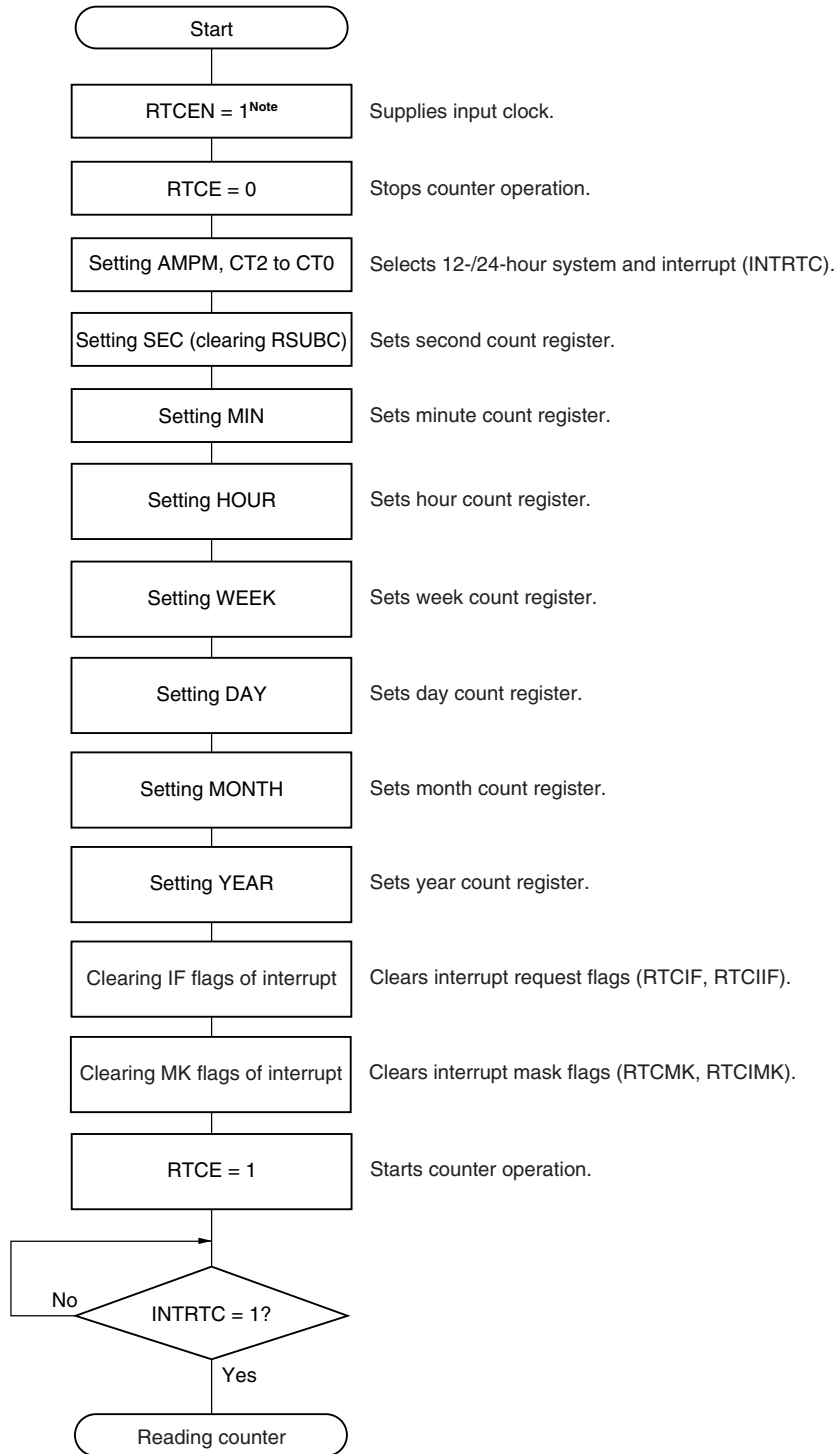 Start
RTCEN = 1Note Supplies input clock.
RTCE = 0 Stops counter operation.
Setting AMPM, CT2 to CT0 Selects 12-/24-hour system and interrupt (INTRTC).
Setting SEC (clearing RSUBC) Sets second count register.
Setting MIN Sets minute count register.
Setting HOUR Sets hour count register.
Setting WEEK Sets week count register.
Setting DAY Sets day count register.
Setting MONTH Sets month count register.
Setting YEAR Sets year count register.
Clearing IF flags of interrupt Clears interrupt request flags (RTCIF, RTCIIF).
Clearing MK flags of interrupt Clears interrupt mask flags (RTCMK, RTCIMK).
RTCE = 1 Starts counter operation.
No
INTRTC = 1?
Yes
Reading counter